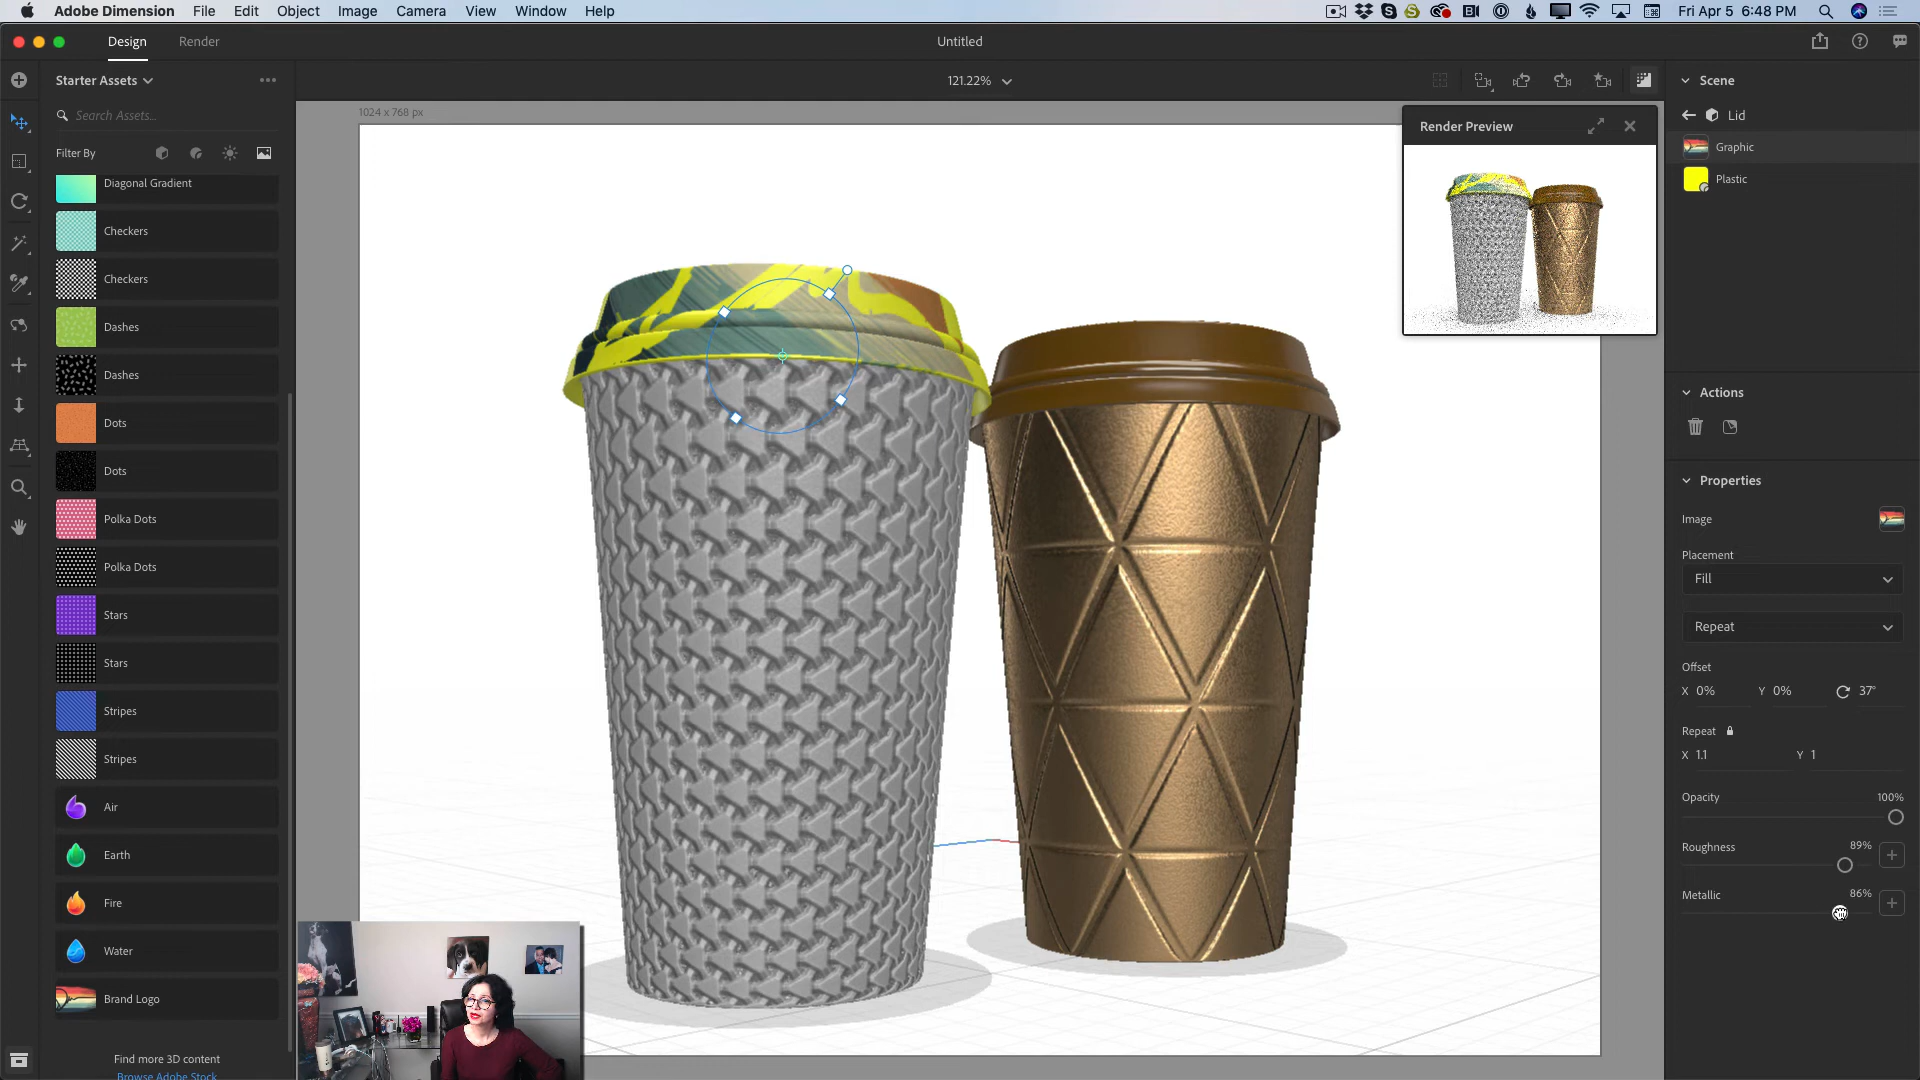 Adobe Dimension File Edit Object Image Camera View Window Help
Fri Apr 5 6:48 PM
Design Render
Untitled
Starter Assets
121.22%
Search Assets...
Filter By
Diagonal Gradient
Checkers
Checkers
Dashes
Dashes
Dots
Dots
Polka Dots
Polka Dots
Stars
Stars
Stripes
Stripes
Air
Earth
Fire
Water
Brand Logo
Find more 3D content
Browse Adobe Stock
1024 x 768 px
Render Preview
Scene
Lid
Graphic
Plastic
Actions
Properties
Image
Placement
Fill
Repeat
Offset
X 0% Y 0% 37°
Repeat
X 1.1 Y 1
Opacity 100%
Roughness 89%
Metallic 86%